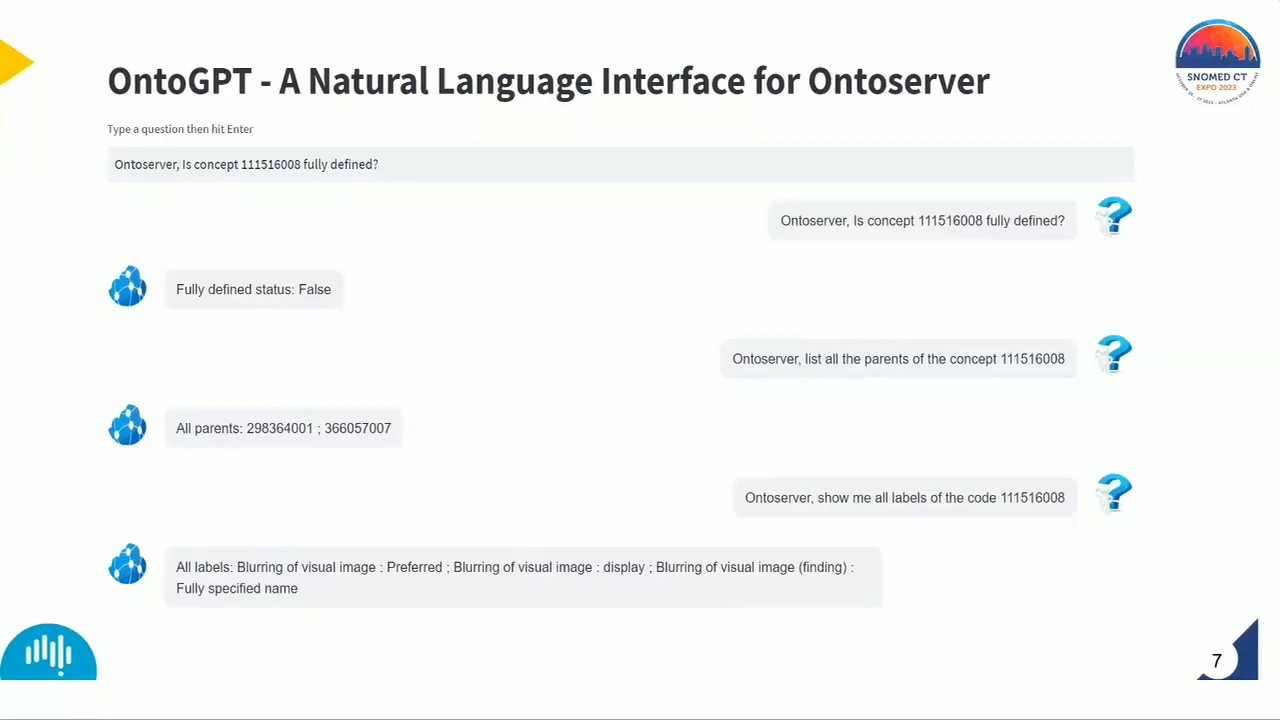 OntoGPT - A Natural Language Interface for Ontoserver
SNOMED CT
EXPO 2023
Type a question then hit Enter
Ontoserver, Is concept 111516008 fully defined?
Ontoserver, Is concept 111516008 fully defined?
Fully defined status: False
Ontoserver, list all the parents of the concept 111516008
All parents: 298364001 ; 366057007
Ontoserver, show me all labels of the code 111516008
All labels: Blurring of visual image : Preferred ; Blurring of visual image : display ; Blurring of visual image (finding) :
Fully specified name
7